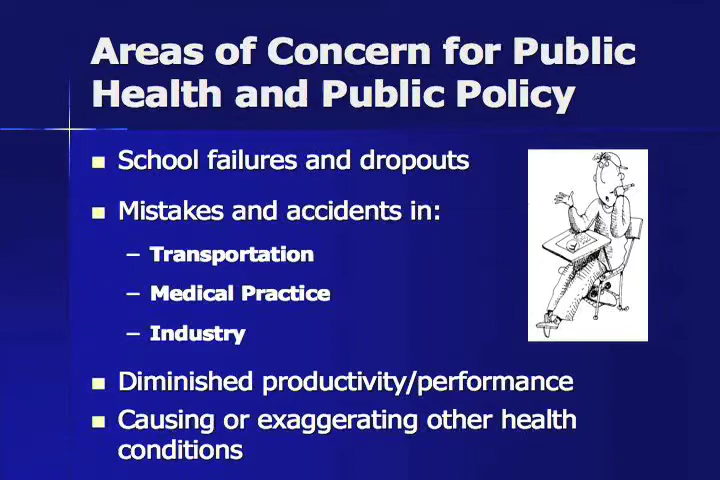 Areas of Concern for Public
Health and Public Policy
School failures and dropouts
Mistakes and accidents in:
– Transportation
– Medical Practice
– Industry
Diminished productivity/performance
Causing or exaggerating other health
conditions